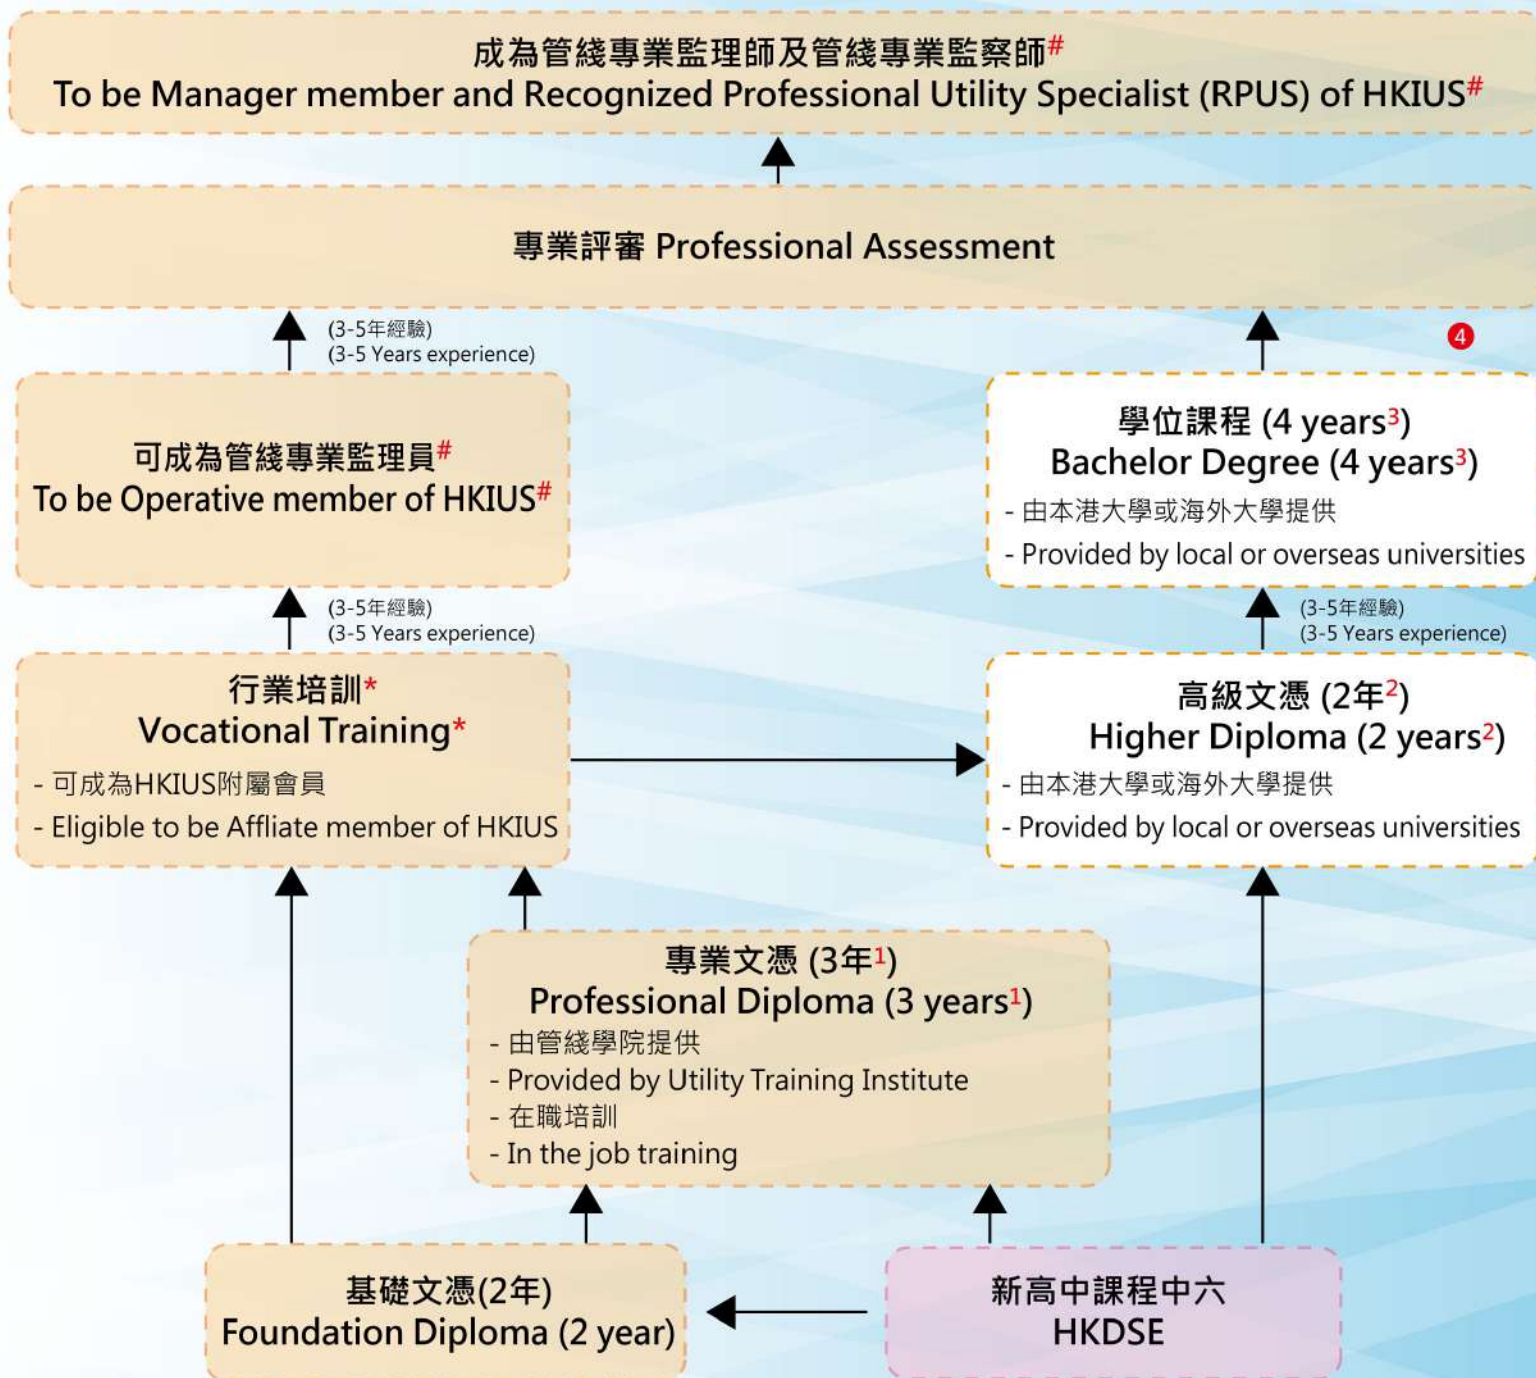 成為管綫專業監理師及管綫專業監察師#
To be Manager member and Recognized Professional Utility Specialist (RPUS) of HKIUS#
專業評審 Professional Assessment
(3-5年經驗)
(3-5 Years experience)
4
可成為管綫專業監理員#
To be Operative member of HKIUS#
學位課程 (4 years3)
Bachelor Degree (4 years3)
- 由本港大學或海外大學提供
- Provided by local or overseas universities
(3-5年經驗)
(3-5 Years experience)
(3-5年經驗)
(3-5 Years experience)
行業培訓*
Vocational Training*
- 可成為HKIUS附屬會員
- Eligible to be Affliate member of HKIUS
高級文憑 (2年2)
Higher Diploma (2 years2)
- 由本港大學或海外大學提供
- Provided by local or overseas universities
專業文憑 (3年1)
Professional Diploma (3 years1)
- 由管綫學院提供
- Provided by Utility Training Institute
- 在職培訓
- In the job training
基礎文憑(2年)
Foundation Diploma (2 year)
新高中課程中六
HKDSE